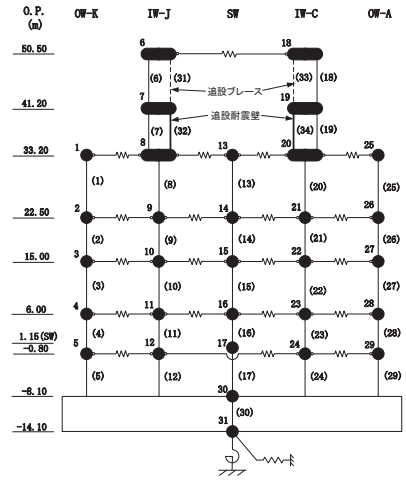 O.P.
(m)
OW-K IW-J SW IW-C OW-A
50.50 6 18
(6) (31) (33) (18)
追設ブレース
41.20 7 19
追設耐震壁
(7) (32) (34) (19)
33.20 1 8 13 20 25
(1) (8) (13) (20) (25)
22.50 2 9 14 21 26
(2) (9) (14) (21) (26)
15.00 3 10 15 22 27
(3) (10) (15) (22) (27)
6.00 4 11 16 23 28
(4) (11) (16) (23) (28)
1.15(SW) 17
-0.80 5 12 24 29
(5) (12) (17) (24) (29)
-8.10 30
(30)
-14.10 31